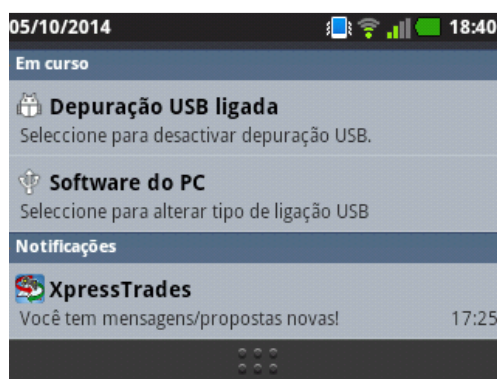 05/10/2014 18:40
Em curso
Depuração USB ligada
Seleccione para desactivar depuração USB.
Software do PC
Seleccione para alterar tipo de ligação USB
Notificações
XpressTrades
Você tem mensagens/propostas novas! 17:25